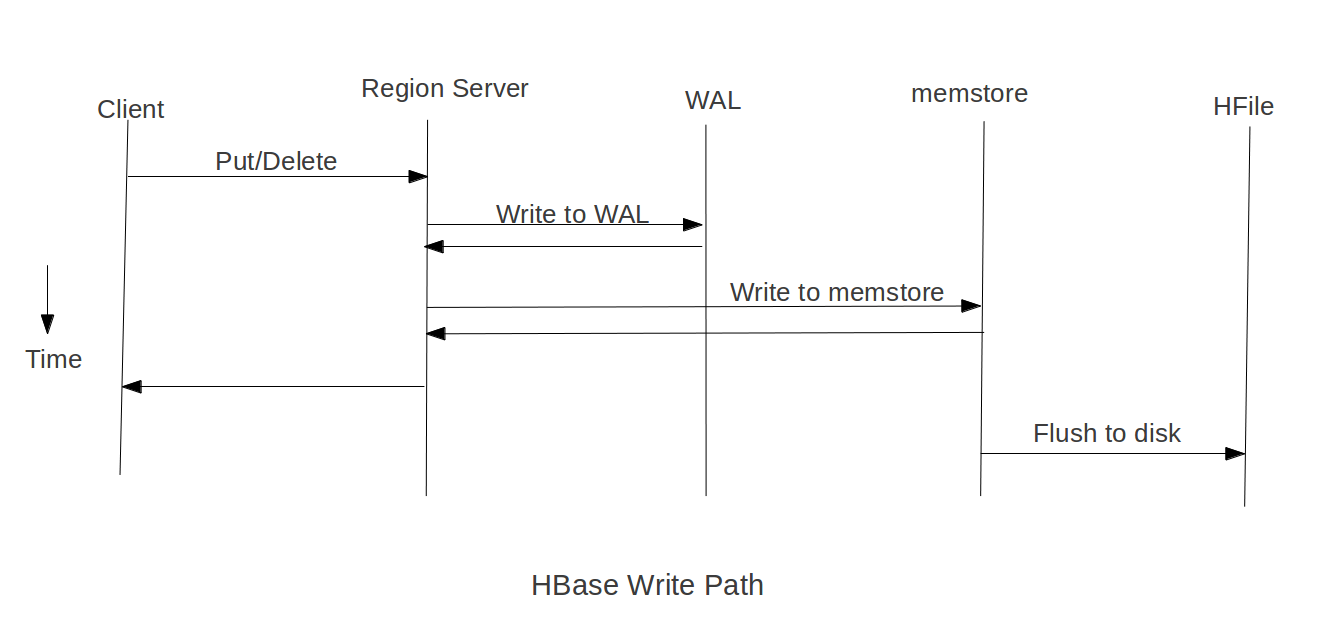 Client
Region Server
WAL
memstore
HFile
Put/Delete
Write to WAL
Write to memstore
Time
Flush to disk
HBase Write Path